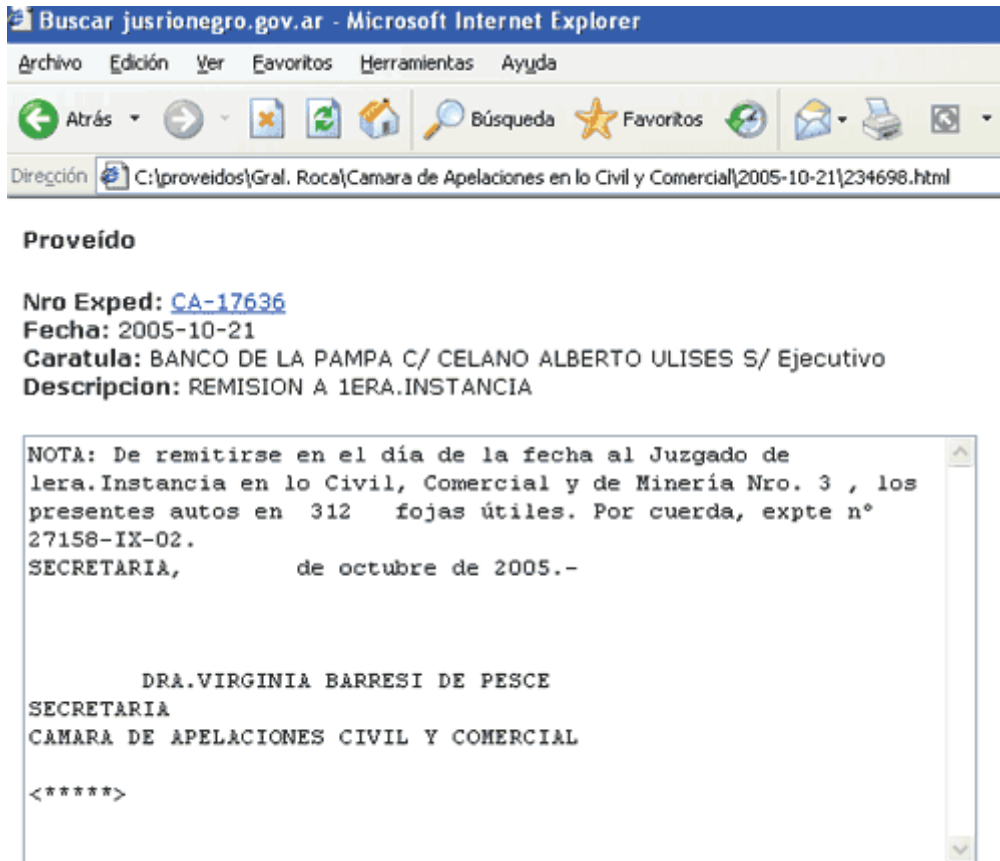 Buscar jusrionegro.gov.ar - Microsoft Internet Explorer
Archivo Edición Ver Favoritos Herramientas Ayuda
Atrás Búsqueda Favoritos
Dirección C:\proveidos\Gral. Roca\Camara de Apelaciones en lo Civil y Comercial\2005-10-21\234698.html
Proveído
Nro Exped: CA-17636
Fecha: 2005-10-21
Caratula: BANCO DE LA PAMPA C/ CELANO ALBERTO ULISES S/ Ejecutivo
Descripcion: REMISION A 1ERA.INSTANCIA
NOTA: De remitirse en el día de la fecha al Juzgado de
1era.Instancia en lo Civil, Comercial y de Minería Nro. 3 , los
presentes autos en 312 fojas útiles. Por cuerda, expte nº
27158-IX-02.
SECRETARIA, de octubre de 2005.-
DRA.VIRGINIA BARRESI DE PESCE
SECRETARIA
CAMARA DE APELACIONES CIVIL Y COMERCIAL
<*****>